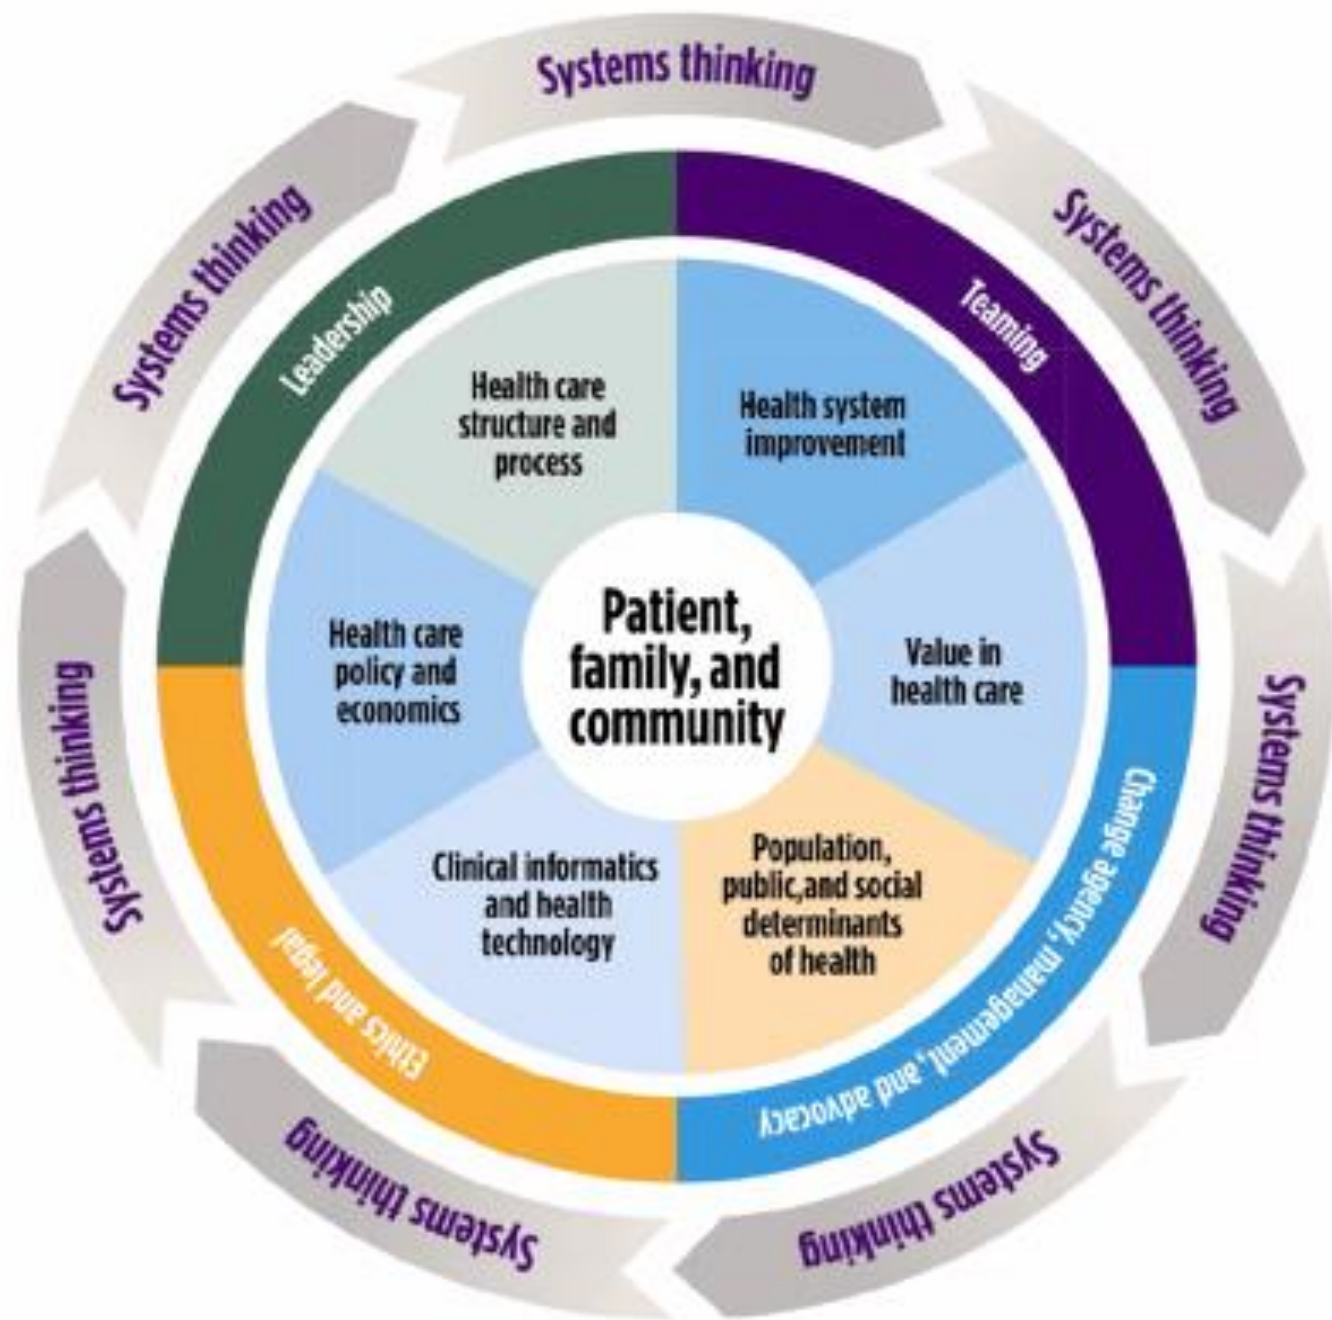 Systems thinking
Systems thinking
Systems thinking
Systems thinking
Systems thinking
Systems thinking
Systems thinking
Leadership
Teaming
Change agency, management, and advocacy
Ethics and legal
Health care
structure and
process
Health system
improvement
Value in
health care
Population,
public,and social
determinants
of health
Clinical informatics
and health
technology
Health care
policy and
economics
Patient,
family, and
community